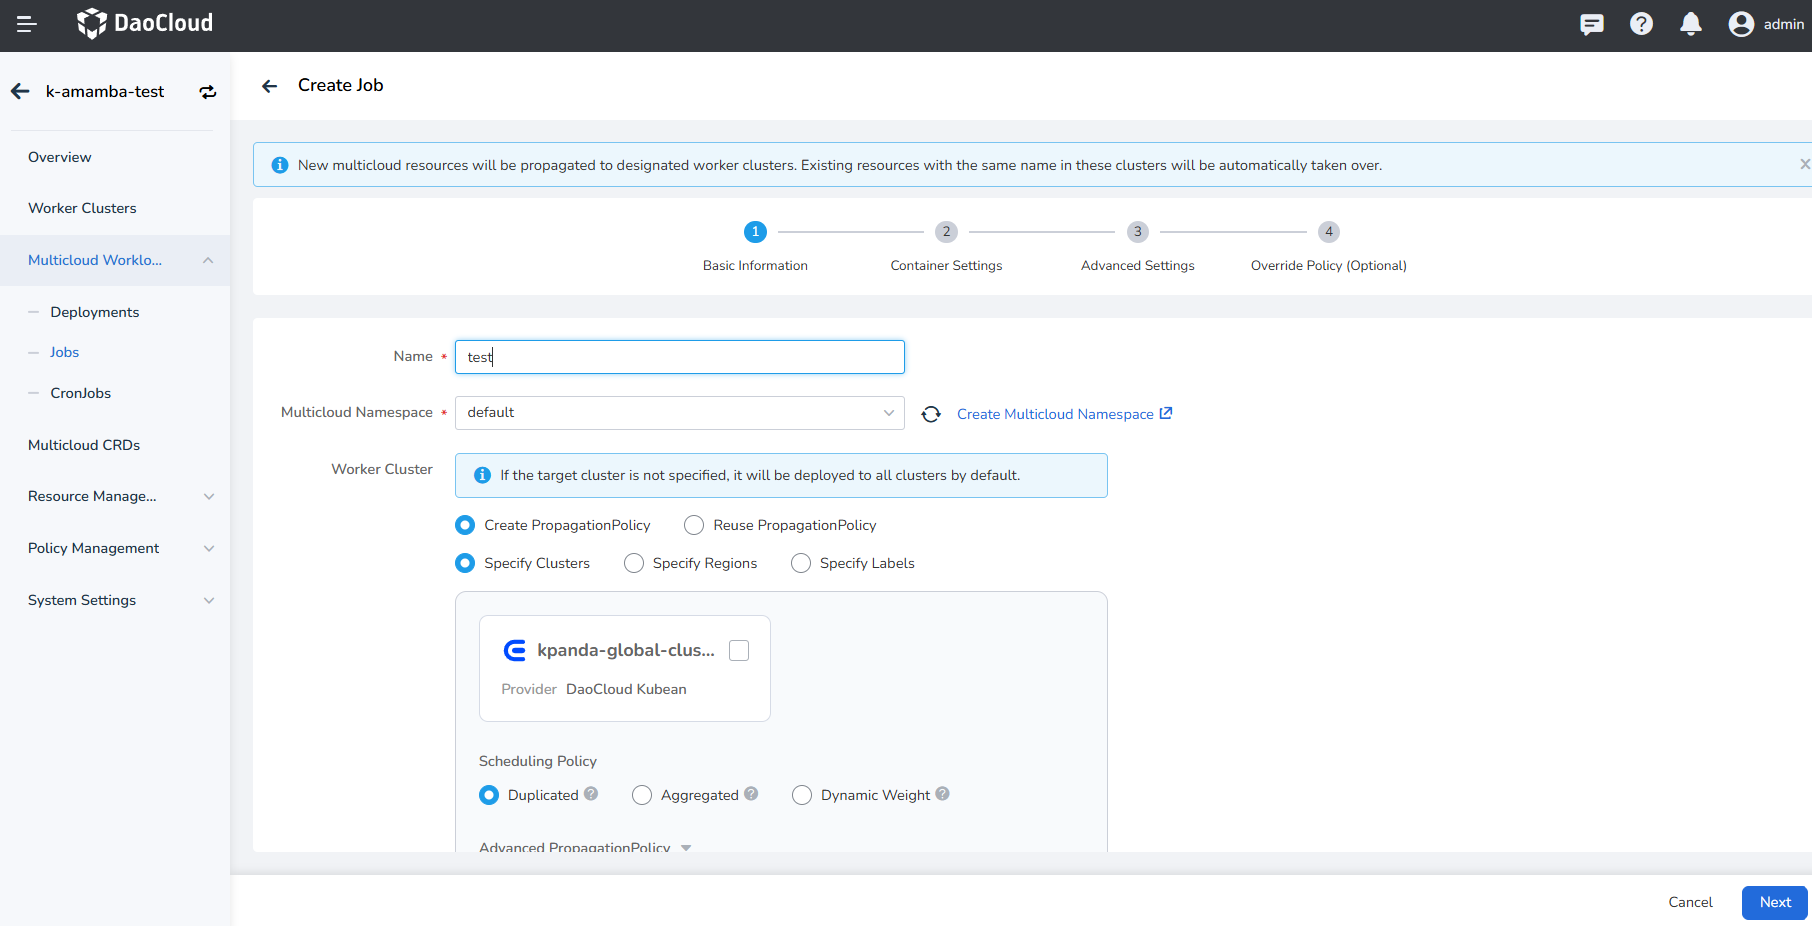 DaoCloud
admin
k-amamba-test
Create Job
New multicloud resources will be propagated to designated worker clusters. Existing resources with the same name in these clusters will be automatically taken over.
Overview
Worker Clusters
Multicloud Worklo...
Deployments
Jobs
CronJobs
Multicloud CRDs
Resource Manage...
Policy Management
System Settings
1
2
3
4
Basic Information
Container Settings
Advanced Settings
Override Policy (Optional)
Name *
test
Multicloud Namespace *
default
Create Multicloud Namespace
Worker Cluster
If the target cluster is not specified, it will be deployed to all clusters by default.
Create PropagationPolicy
Reuse PropagationPolicy
Specify Clusters
Specify Regions
Specify Labels
kpanda-global-clus...
Provider DaoCloud Kubean
Scheduling Policy
Duplicated
Aggregated
Dynamic Weight
Advanced PropagationPolicy
Cancel
Next